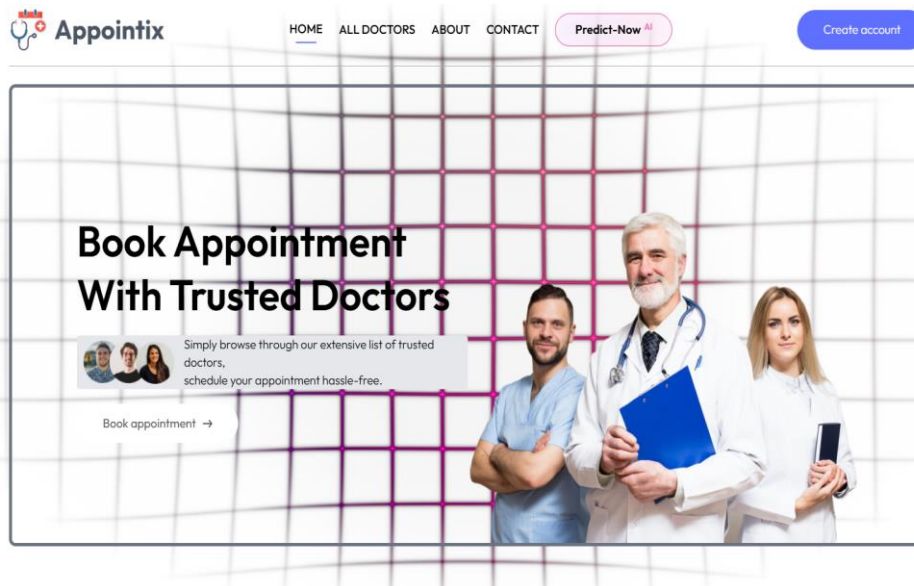 Appointix
HOME ALL DOCTORS ABOUT CONTACT Predict-Now AI
Create account
Book Appointment
With Trusted Doctors
Simply browse through our extensive list of trusted
doctors,
schedule your appointment hassle-free.
Book appointment →